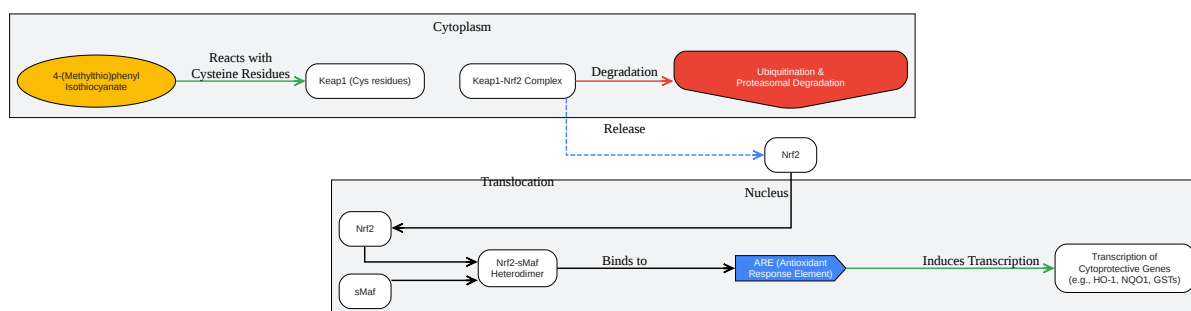 Cytoplasm
4-(Methylthio)phenyl
Isothiocyanate
Reacts with
Cysteine Residues
Keap1 (Cys residues)
Keap1-Nrf2 Complex
Degradation
Ubiquitination &
Proteasomal Degradation
Release
Nrf2
Translocation
Nucleus
Nrf2
sMaf
Nrf2-sMaf
Heterodimer
Binds to
ARE (Antioxidant
Response Element)
Induces Transcription
Transcription of
Cytoprotective Genes
(e.g., HO-1, NQO1, GSTs)